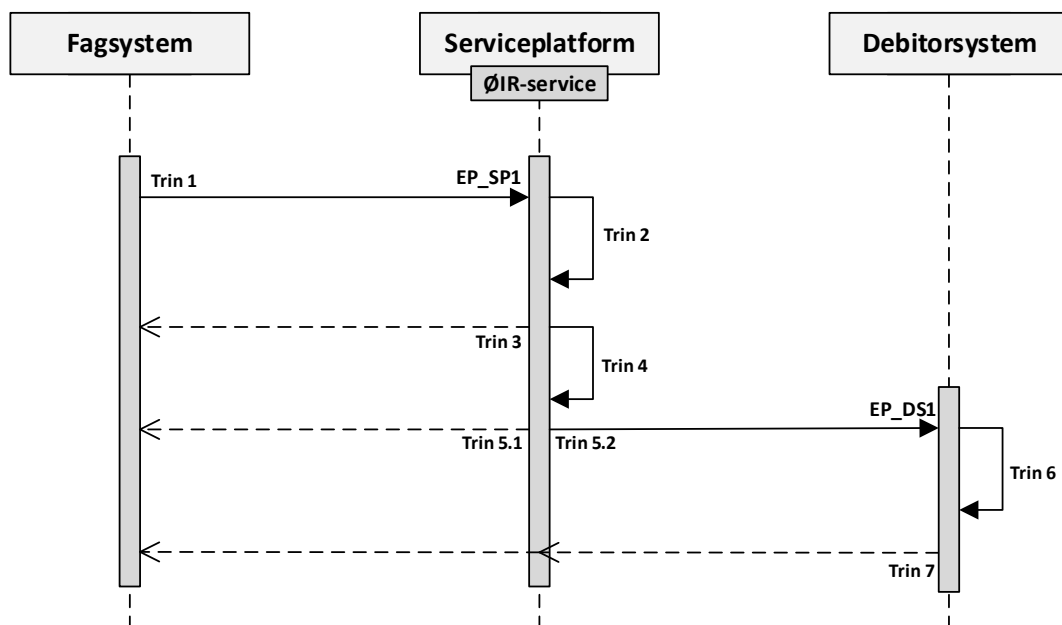 Fagsystem
Serviceplatform
Debitorsystem
ØIR-service
Trin 1
EP_SP1
Trin 2
Trin 3
Trin 4
EP_DS1
Trin 5.1
Trin 5.2
Trin 6
Trin 7